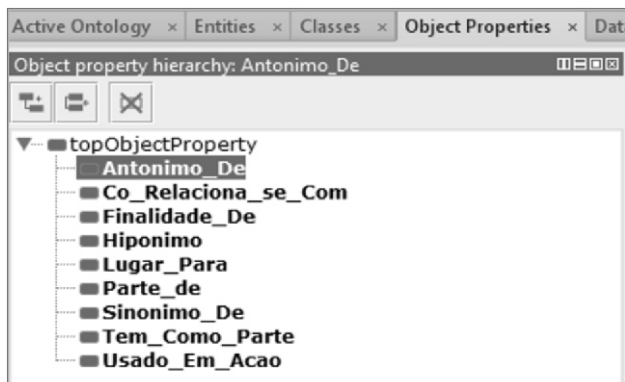 Active Ontology × Entities × Classes × Object Properties × Dat
Object property hierarchy: Antonimo_De
topObjectProperty
Antonimo_De
Co_Relaciona_se_Com
Finalidade_De
Hiponimo
Lugar_Para
Parte_de
Sinonimo_De
Tem_Como_Parte
Usado_Em_Acao